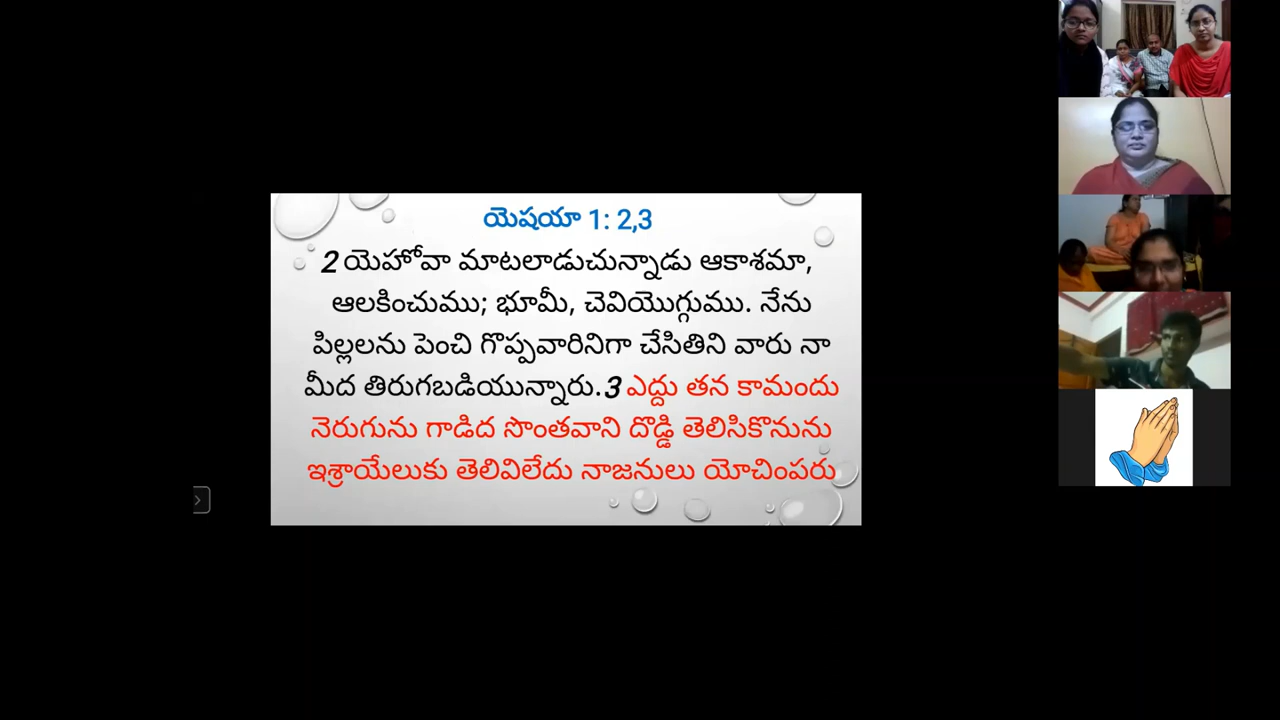 యెషయా 1: 2,3
2 యెహోవా మాటలాడుచున్నాడు ఆకాశమా,
ఆలకించుము; భూమీ, చెవియొగ్గుము. నేను
పిల్లలను పెంచి గొప్పవారినిగా చేసితిని వారు నా
మీద తిరుగబడియున్నారు.3 ఎద్దు తన కామందు
నెరుగును గాడిద సొంతవాని దొడ్డి తెలిసికొనును
ఇశ్రాయేలుకు తెలివిలేదు నాజనులు యోచింపరు